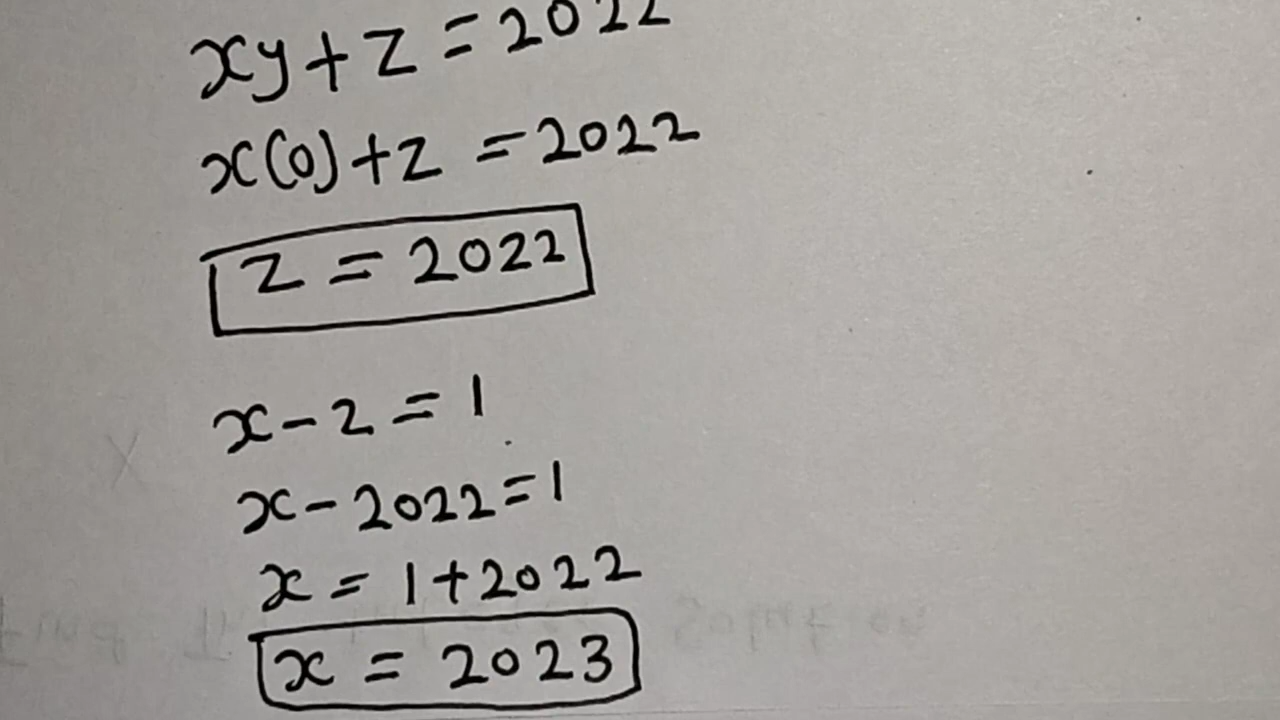 xy + z = 2022
x(0) + z = 2022
z = 2022
x - z = 1
x - 2022 = 1
x = 1 + 2022
x = 2023